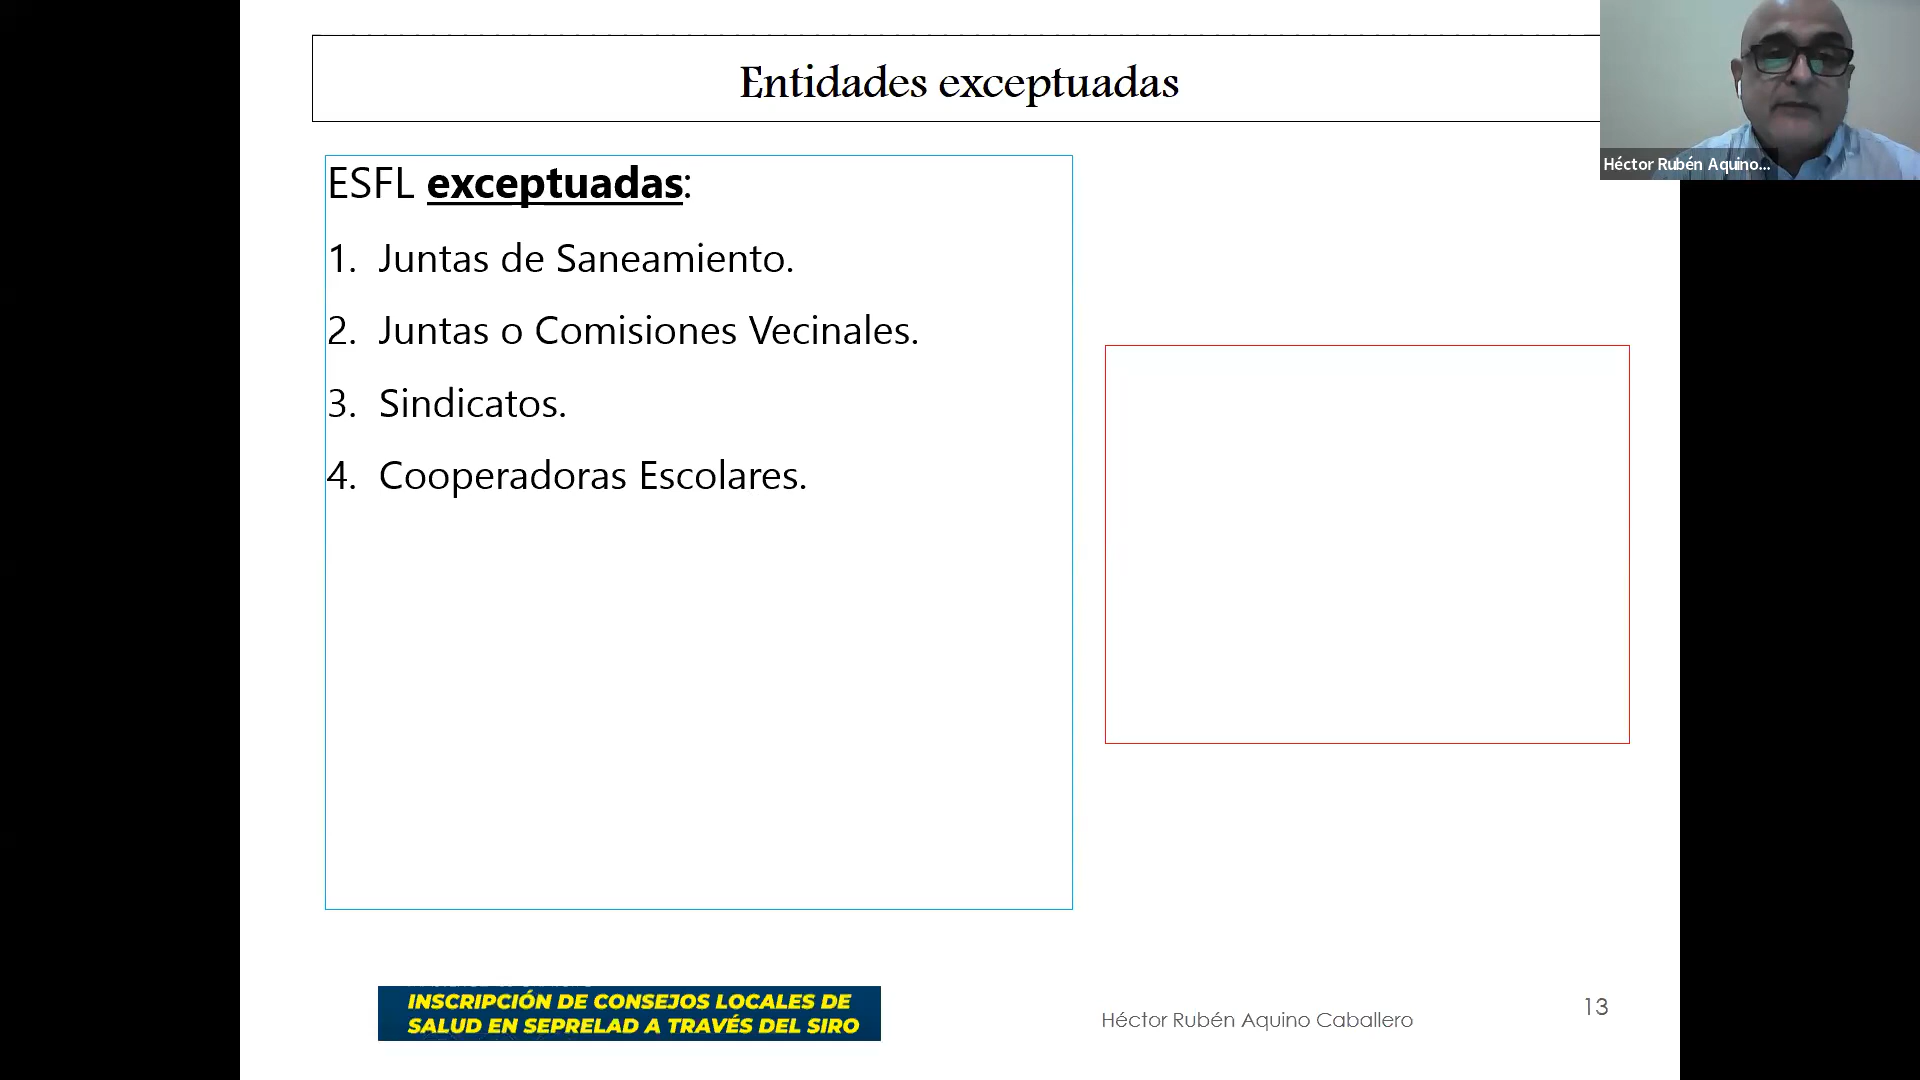 Entidades exceptuadas
Héctor Rubén Aquino...
ESFL exceptuadas:
1. Juntas de Saneamiento.
2. Juntas o Comisiones Vecinales.
3. Sindicatos.
4. Cooperadoras Escolares.
INSCRIPCIÓN DE CONSEJOS LOCALES DE
SALUD EN SEPRELAD A TRAVÉS DEL SIRO
Héctor Rubén Aquino Caballero
13